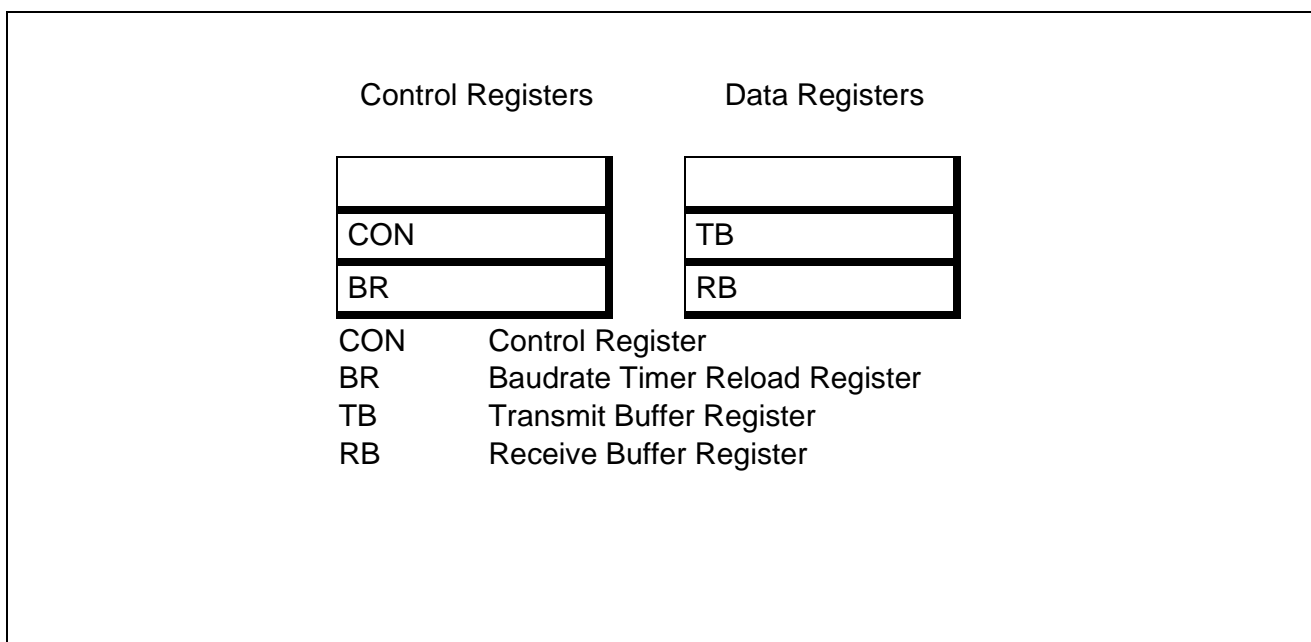 Control Registers Data Registers
CON TB
BR RB
CON Control Register
BR Baudrate Timer Reload Register
TB Transmit Buffer Register
RB Receive Buffer Register